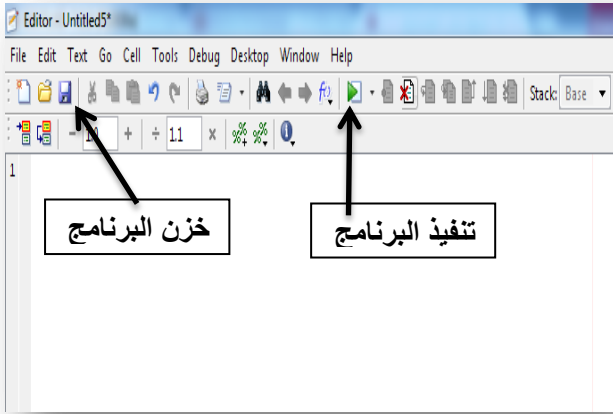 Editor - Untitled5*
File Edit Text Go Cell Tools Debug Desktop Window Help
Stack: Base
1.1
1
خزن البرنامج
تنفيذ البرنامج